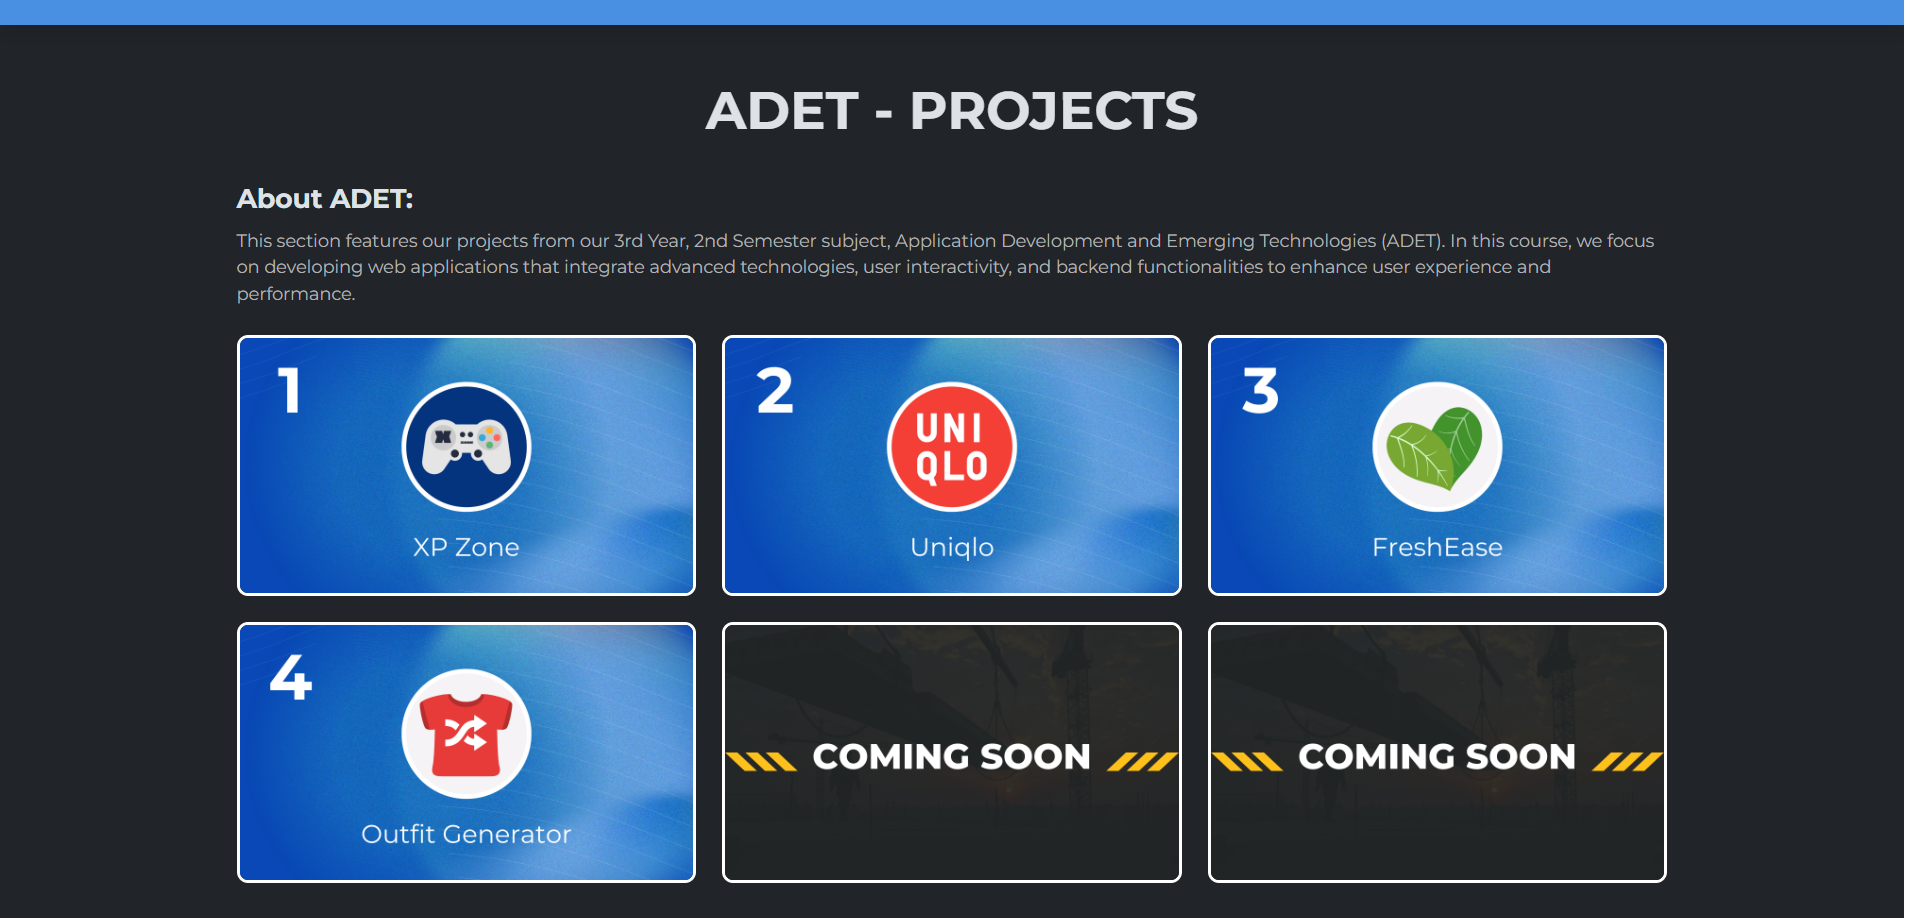 ADET - PROJECTS
About ADET:
This section features our projects from our 3rd Year, 2nd Semester subject, Application Development and Emerging Technologies (ADET). In this course, we focus
on developing web applications that integrate advanced technologies, user interactivity, and backend functionalities to enhance user experience and
performance.
1
XP Zone
2
UNI
QLO
Uniqlo
3
FreshEase
4
Outfit Generator
COMING SOON
COMING SOON